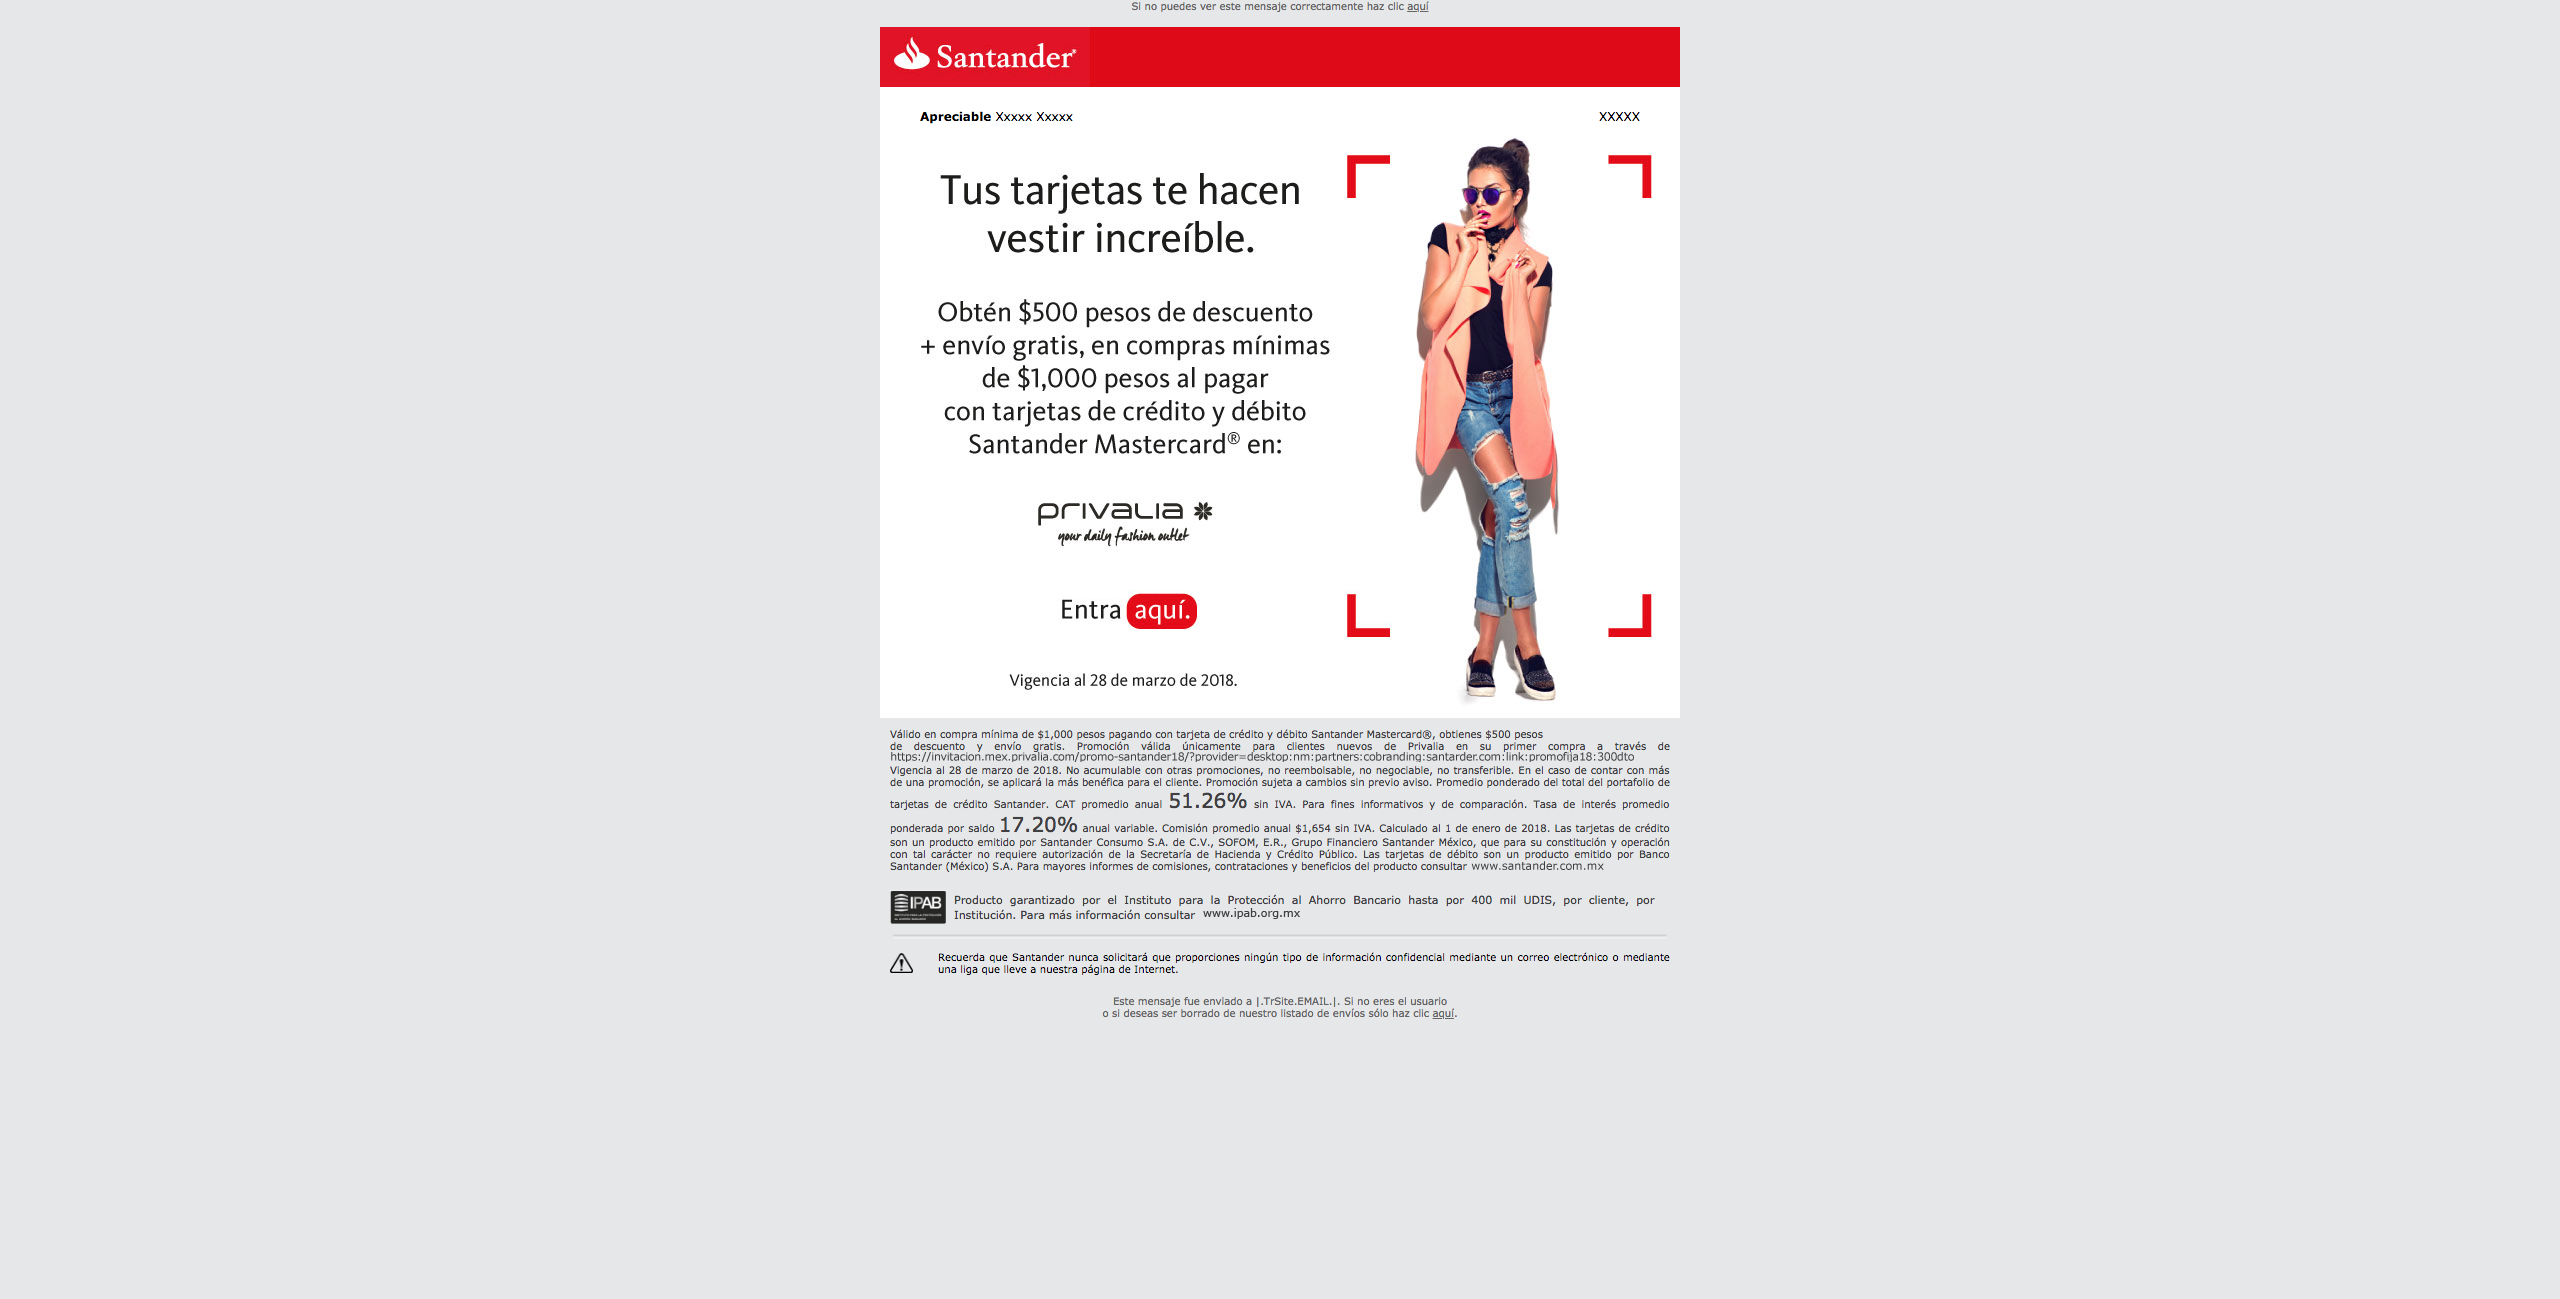 Si no puedes ver este mensaje correctamente haz clic aquí
Santander®
Apreciable Xxxxx Xxxxx
XXXXX
Tus tarjetas te hacen
vestir increíble.
Obtén $500 pesos de descuento
+ envío gratis, en compras mínimas
de $1,000 pesos al pagar
con tarjetas de crédito y débito
Santander Mastercard® en:
privalia
your daily fashion outlet
Entra aquí.
Vigencia al 28 de marzo de 2018.
Válido en compra mínima de $1,000 pesos pagando con tarjeta de crédito y débito Santander Mastercard®, obtienes $500 pesos
de descuento y envío gratis. Promoción válida únicamente para clientes nuevos de Privalia en su primer compra a través de
https://invitacion.mex.privalia.com/promo-santander18/?provider=desktop:nm:partners:cobranding:santarder.com:link:promofija18:300dto
Vigencia al 28 de marzo de 2018. No acumulable con otras promociones, no reembolsable, no negociable, no transferible. En el caso de contar con más
de una promoción, se aplicará la más benéfica para el cliente. Promoción sujeta a cambios sin previo aviso. Promedio ponderado del total del portafolio de
tarjetas de crédito Santander. CAT promedio anual 51.26% sin IVA. Para fines informativos y de comparación. Tasa de interés promedio
ponderada por saldo 17.20% anual variable. Comisión promedio anual $1,654 sin IVA. Calculado al 1 de enero de 2018. Las tarjetas de crédito
son un producto emitido por Santander Consumo S.A. de C.V., SOFOM, E.R., Grupo Financiero Santander México, que para su constitución y operación
con tal carácter no requiere autorización de la Secretaría de Hacienda y Crédito Público. Las tarjetas de débito son un producto emitido por Banco
Santander (México) S.A. Para mayores informes de comisiones, contrataciones y beneficios del producto consultar www.santander.com.mx
IPAB
Producto garantizado por el Instituto para la Protección al Ahorro Bancario hasta por 400 mil UDIS, por cliente, por
Institución. Para más información consultar www.ipab.org.mx
Recuerda que Santander nunca solicitará que proporciones ningún tipo de información confidencial mediante un correo electrónico o mediante
una liga que lleve a nuestra página de Internet.
Este mensaje fue enviado a |.TrSite.EMAIL.|. Si no eres el usuario
o si deseas ser borrado de nuestro listado de envíos sólo haz clic aquí.